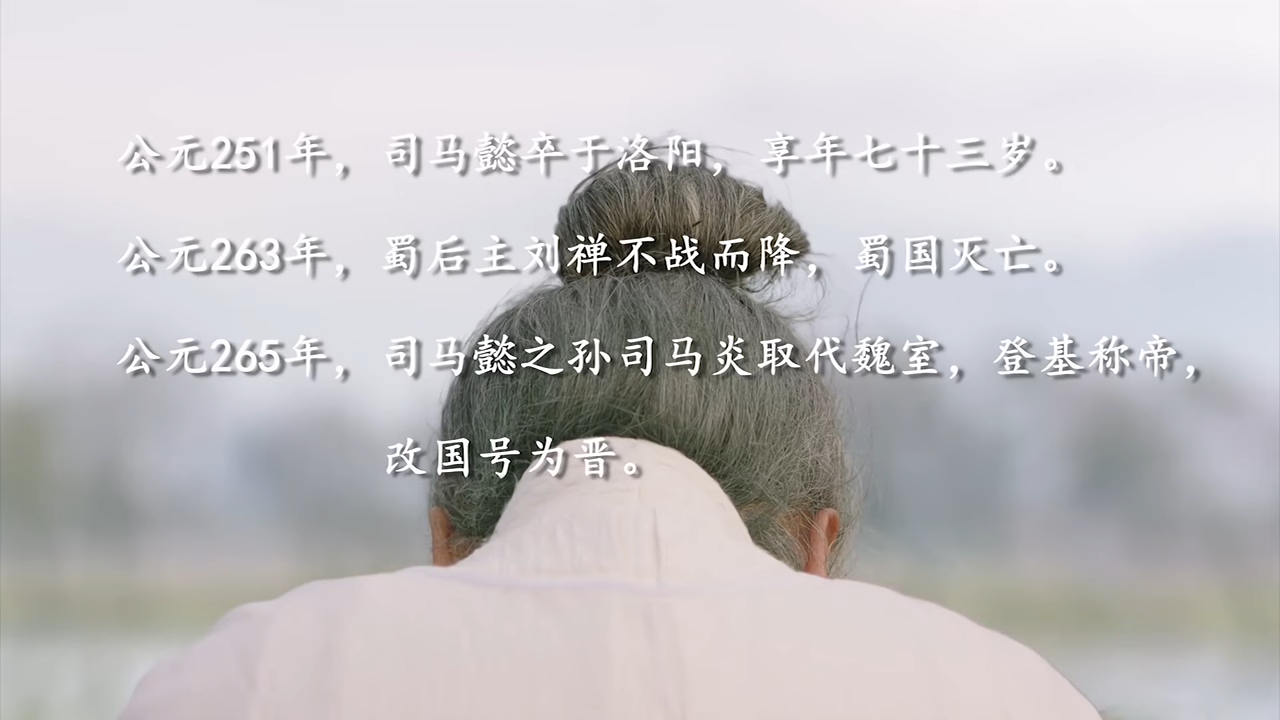 公元251年，司马懿卒于洛阳，享年七十三岁。
公元263年，蜀后主刘禅不战而降，蜀国灭亡。
公元265年，司马懿之孙司马炎取代魏室，登基称帝，
改国号为晋。